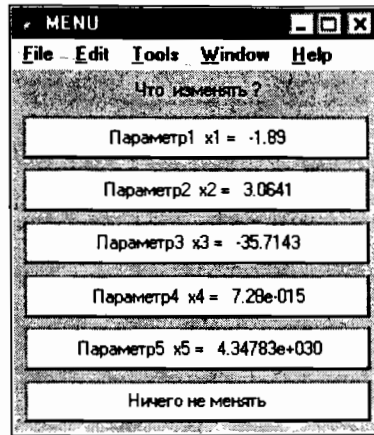 MENU
File Edit Tools Window Help
Что изменять ?
Параметр1 x1 = -1.89
Параметр2 x2 = 3.0641
Параметр3 x3 = -35.7143
Параметр4 x4 = 7.28e-015
Параметр5 x5 = 4.34783e+030
Ничего не менять